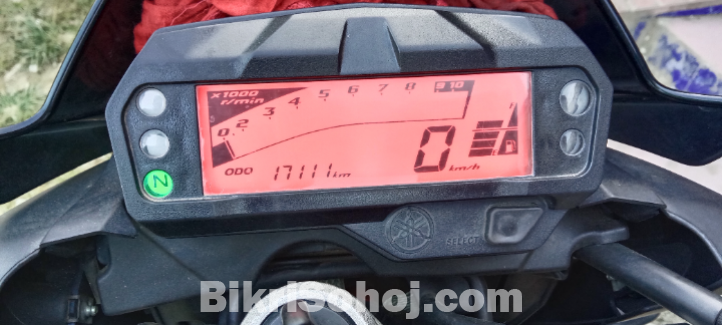 x1000
r/min
0 2 3 4 5 6 7 8 9 10
0 km/h
ODO 17111 km
N
SELECT
BikriSohoj.com